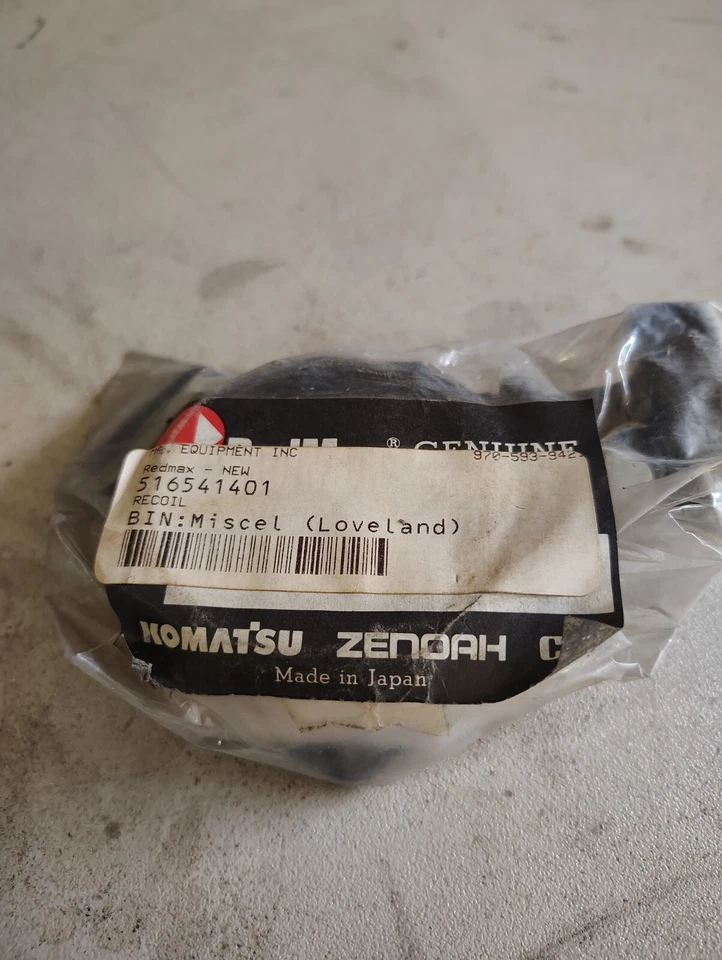 ® GENUINE
EQUIPMENT INC
Redmax - NEW
516541401
RECOIL
BIN:Miscel (Loveland)
KOMATSU ZENOAH C
Made in Japan